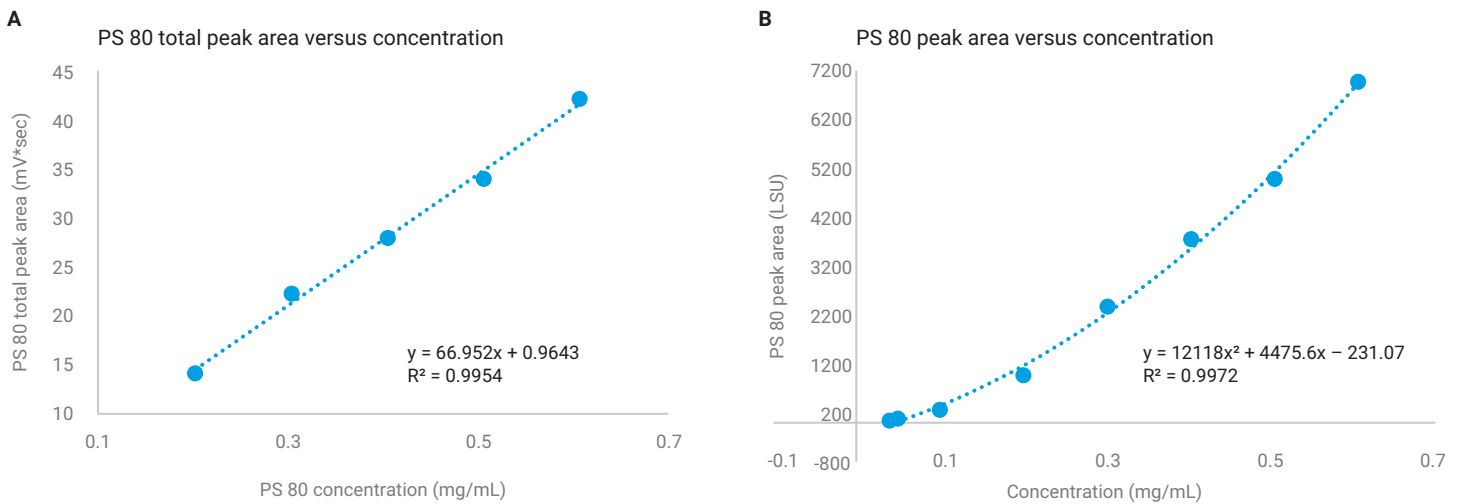 A
PS 80 total peak area versus concentration
PS 80 total peak area (mV*sec)
45
40
35
30
25
20
15
10
y = 66.952x + 0.9643
R² = 0.9954
0.1
0.3
0.5
0.7
PS 80 concentration (mg/mL)
B
PS 80 peak area versus concentration
PS 80 peak area (LSU)
7200
6200
5200
4200
3200
2200
1200
200
-800
y = 12118x² + 4475.6x – 231.07
R² = 0.9972
-0.1
0.1
0.3
0.5
0.7
Concentration (mg/mL)